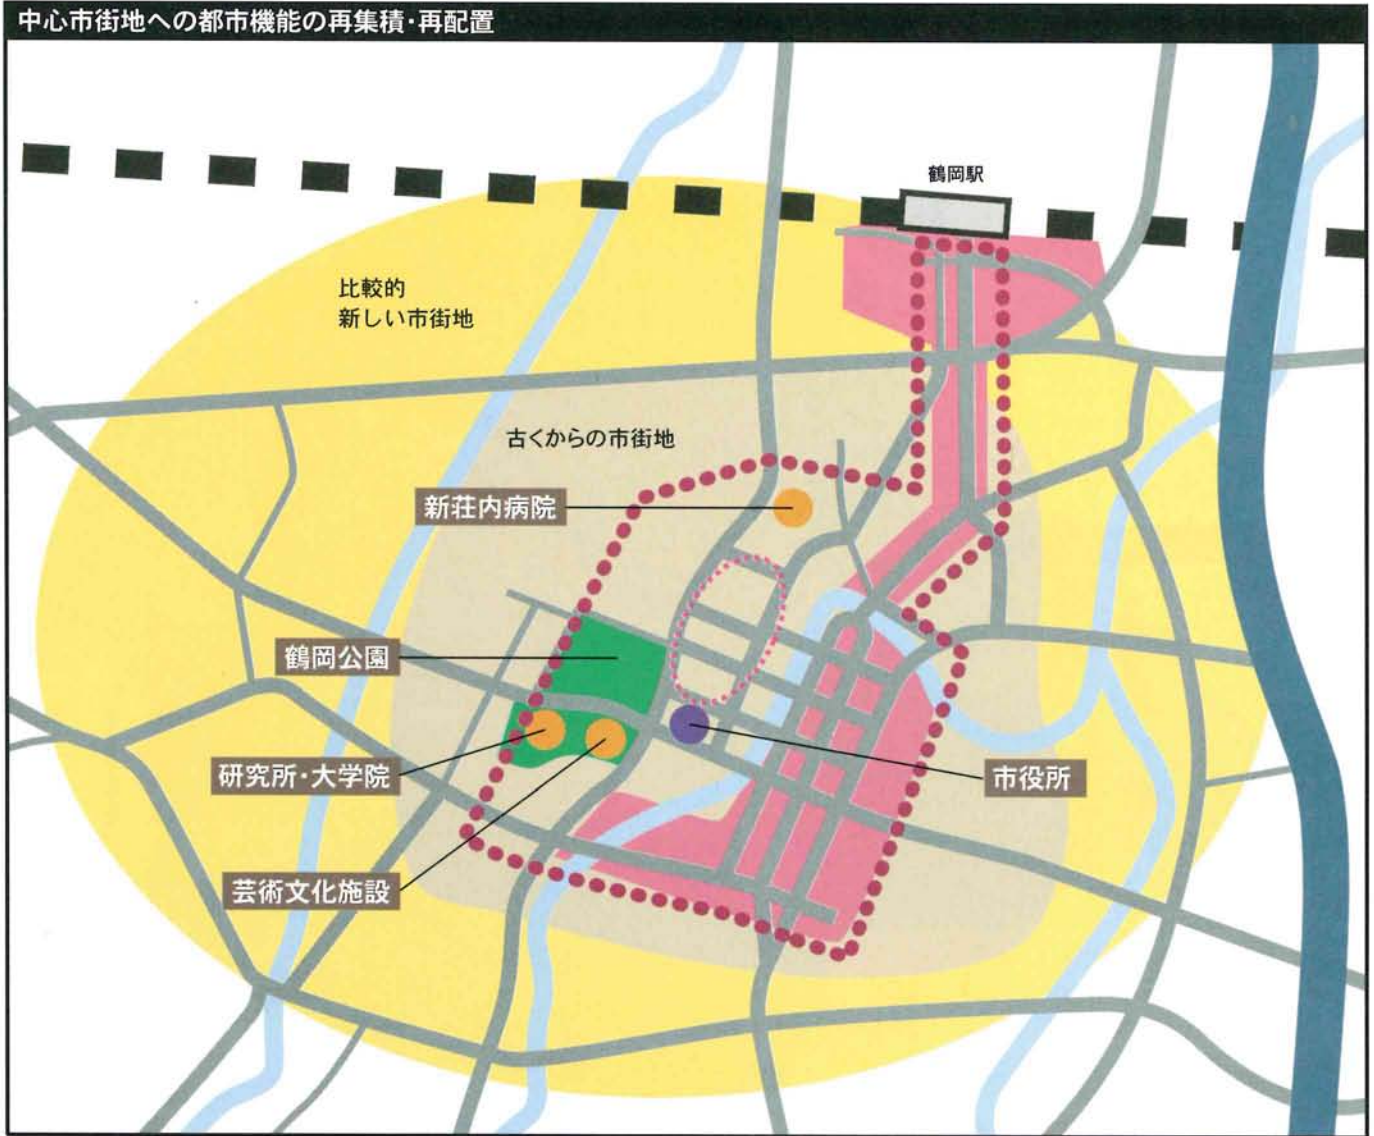 中心市街地への都市機能の再集積・再配置
鶴岡駅
比較的
新しい市街地
古くからの市街地
新荘内病院
鶴岡公園
研究所・大学院
市役所
芸術文化施設